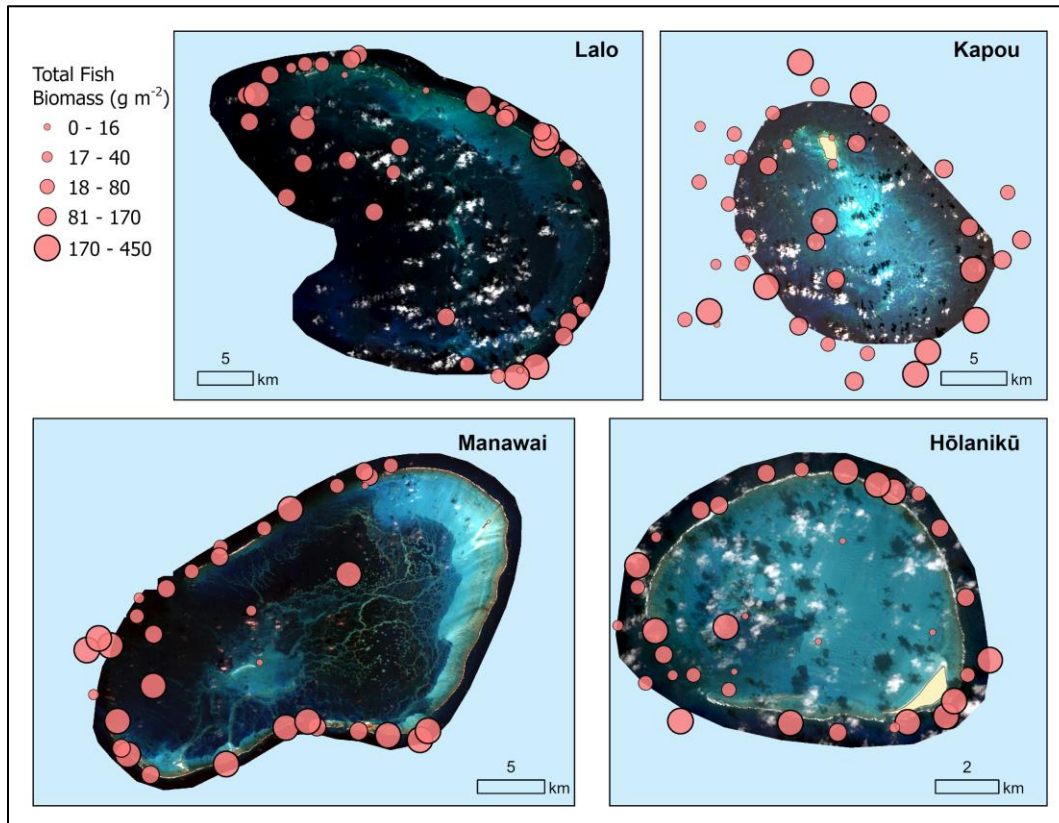 Total Fish
Biomass (g m⁻²)
0 - 16
17 - 40
18 - 80
81 - 170
170 - 450
Lalo
5
km
Kapou
5
km
Manawai
5
km
Hōlanikū
2
km